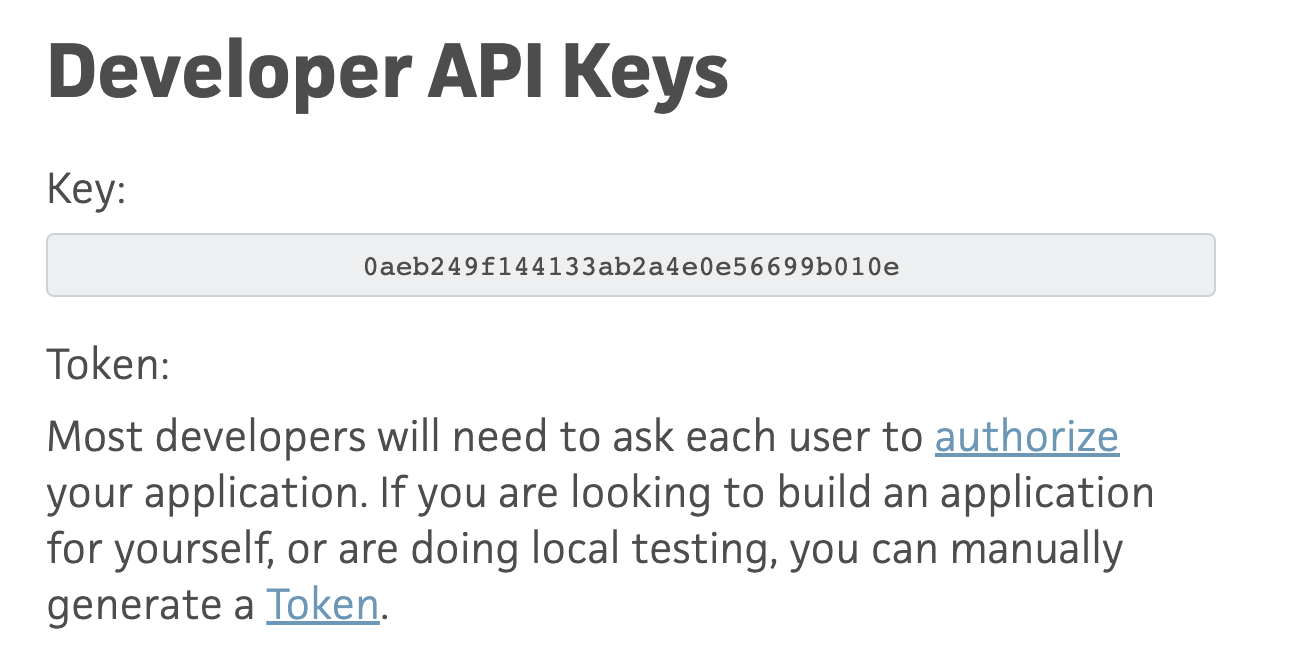 Developer API Keys
Key:
0aeb249f144133ab2a4e0e56699b010e
Token:
Most developers will need to ask each user to authorize
your application. If you are looking to build an application
for yourself, or are doing local testing, you can manually
generate a Token.